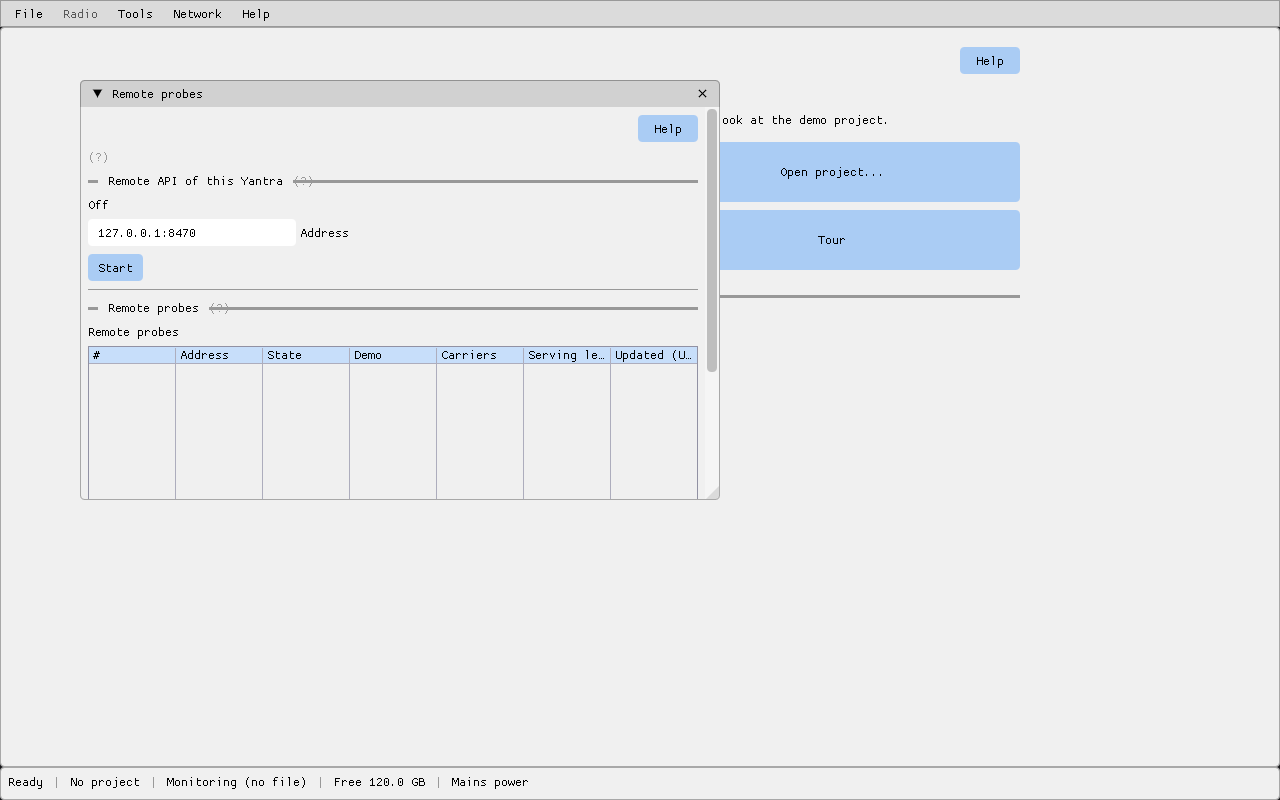 File Radio Tools Network Help
Help
Remote probes
Help
ook at the demo project.
(?)
Open project...
Remote API of this Yantra (?)
Off
127.0.0.1:8470 Address
Tour
Start
Remote probes (?)
Remote probes
# Address State Demo Carriers Serving le… Updated (U…
Ready | No project | Monitoring (no file) | Free 120.0 GB | Mains power